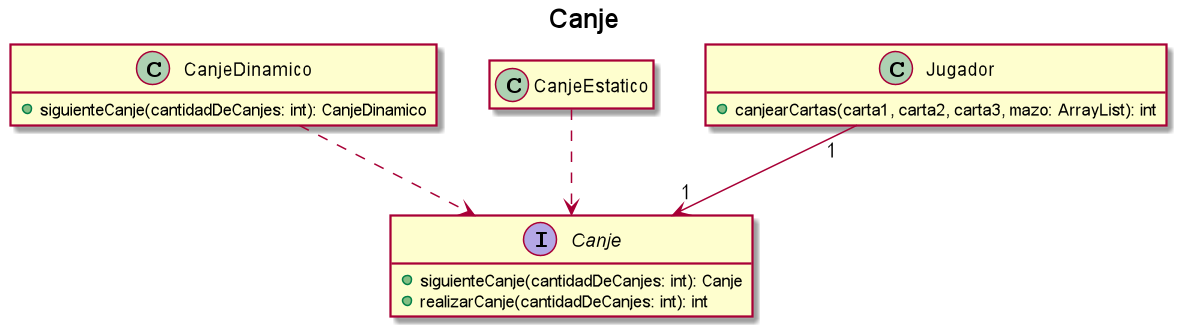 Canje
C CanjeDinamico
siguienteCanje(cantidadDeCanjes: int): CanjeDinamico
C CanjeEstatico
C Jugador
canjearCartas(carta1, carta2, carta3, mazo: ArrayList): int
1
1
I Canje
siguienteCanje(cantidadDeCanjes: int): Canje
realizarCanje(cantidadDeCanjes: int): int